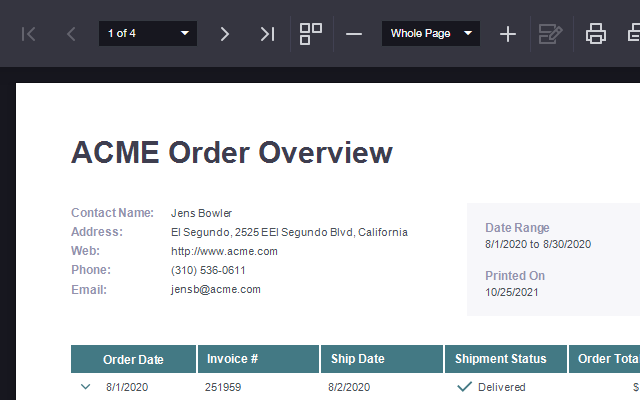 1 of 4
Whole Page
ACME Order Overview
Contact Name: Jens Bowler
Address: El Segundo, 2525 EEl Segundo Blvd, California
Web: http://www.acme.com
Phone: (310) 536-0611
Email: jensb@acme.com
Date Range
8/1/2020 to 8/30/2020
Printed On
10/25/2021
Order Date Invoice # Ship Date Shipment Status Order Tota
8/1/2020 251959 8/2/2020 Delivered